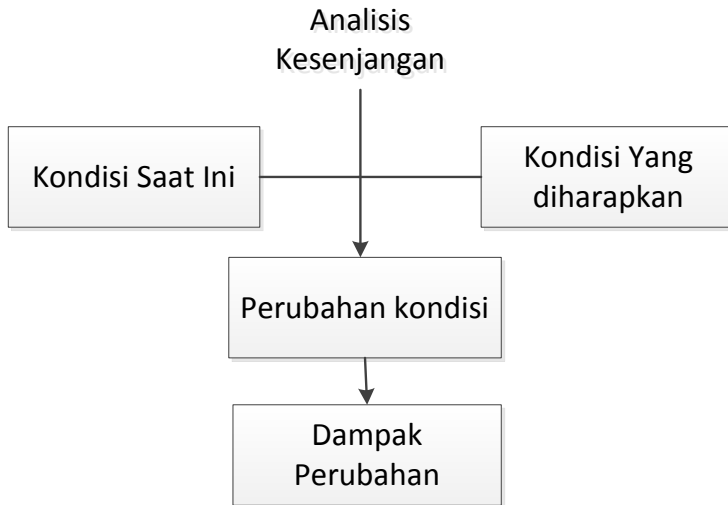 Analisis
Kesenjangan
Kondisi Saat Ini
Kondisi Yang
diharapkan
Perubahan kondisi
Dampak
Perubahan